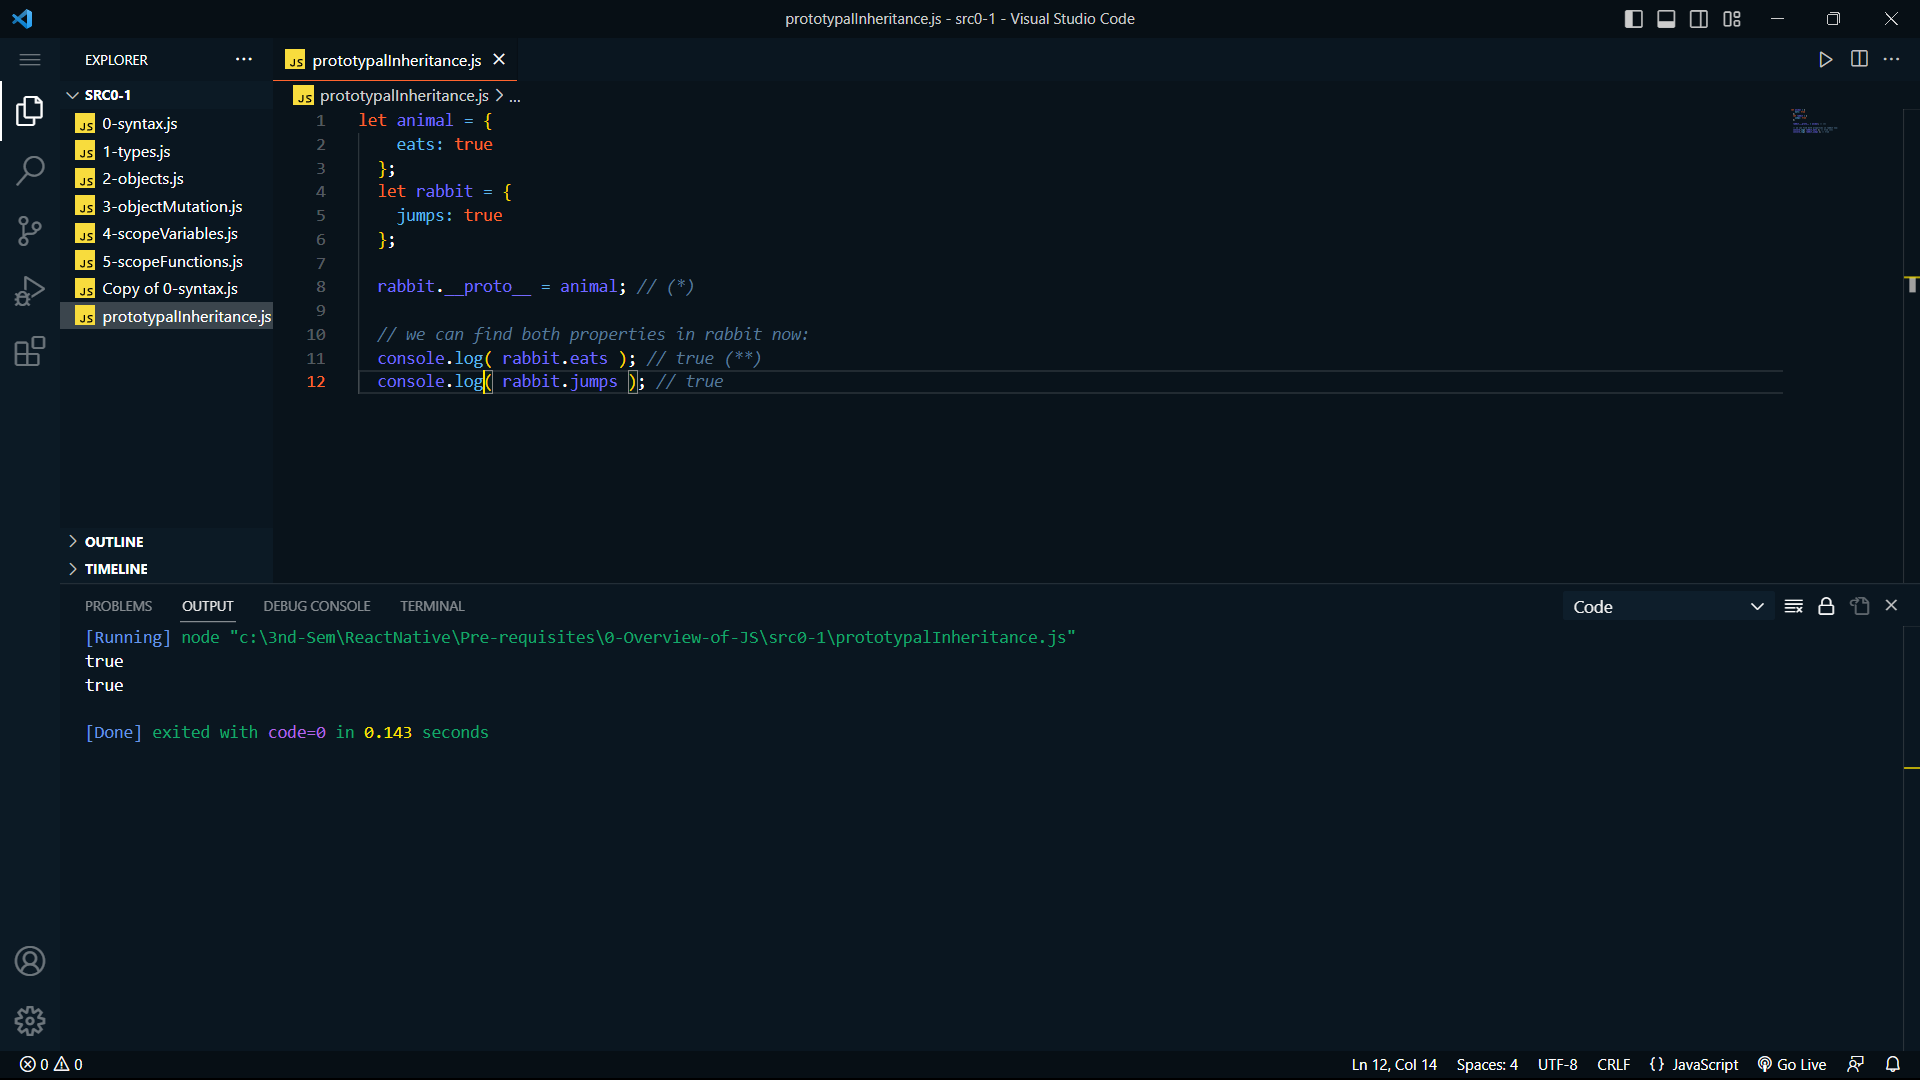 prototypalInheritance.js - src0-1 - Visual Studio Code
EXPLORER
SRC0-1
JS 0-syntax.js
JS 1-types.js
JS 2-objects.js
JS 3-objectMutation.js
JS 4-scopeVariables.js
JS 5-scopeFunctions.js
JS Copy of 0-syntax.js
JS prototypalInheritance.js
OUTLINE
TIMELINE
JS prototypalInheritance.js
JS prototypalInheritance.js > ...
1 let animal = {
2 eats: true
3 };
4 let rabbit = {
5 jumps: true
6 };
7
8 rabbit.__proto__ = animal; // (*)
9
10 // we can find both properties in rabbit now:
11 console.log( rabbit.eats ); // true (**)
12 console.log( rabbit.jumps ); // true
PROBLEMS OUTPUT DEBUG CONSOLE TERMINAL Code
[Running] node "c:\3nd-Sem\ReactNative\Pre-requisites\0-Overview-of-JS\src0-1\prototypalInheritance.js"
true
true
[Done] exited with code=0 in 0.143 seconds
0 0 Ln 12, Col 14 Spaces: 4 UTF-8 CRLF {} JavaScript Go Live